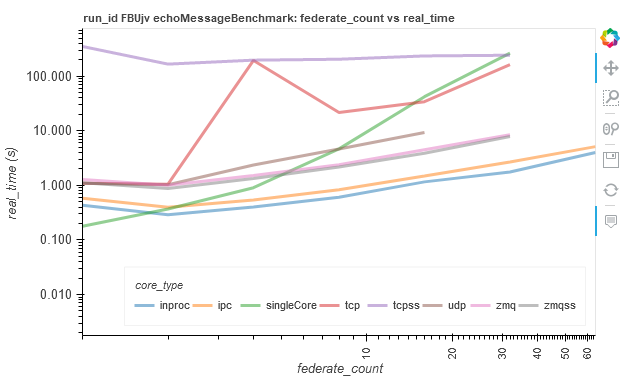 run_id FBUjv echoMessageBenchmark: federate_count vs real_time
real_time (s)
100.000
10.000
1.000
0.100
0.010
core_type
inproc ipc singleCore tcp tcpss udp zmq zmqss
10 20 30 40 50 60
federate_count